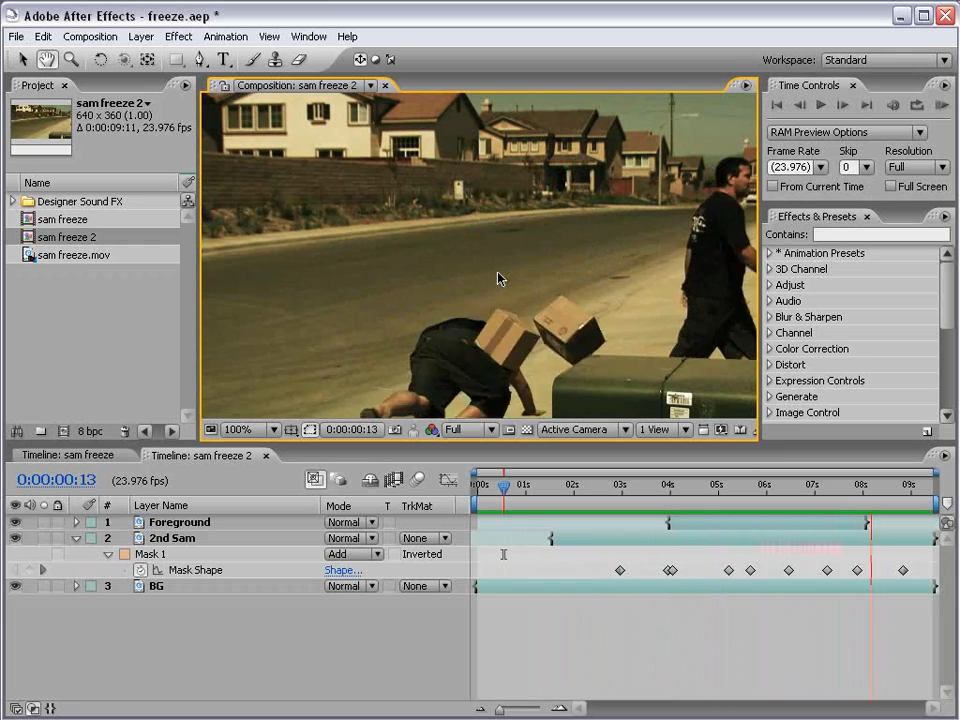 Adobe After Effects - freeze.aep *
File Edit Composition Layer Effect Animation View Window Help
T
Workspace: Standard
Project
sam freeze 2
640 x 360 (1.00)
Δ 0:00:09:11, 23.976 fps
Name
Designer Sound FX
sam freeze
sam freeze 2
sam freeze.mov
8 bpc
Composition: sam freeze 2
100%
0:00:00:13
Full
Active Camera
1 View
Time Controls
RAM Preview Options
Frame Rate Skip Resolution
(23.976) 0 Full
From Current Time Full Screen
Effects & Presets
Contains:
* Animation Presets
3D Channel
Adjust
Audio
Blur & Sharpen
Channel
Color Correction
Distort
Expression Controls
Generate
Image Control
Timeline: sam freeze Timeline: sam freeze 2
0:00:00:13 (23.976 fps)
:00s 01s 02s 03s 04s 05s 06s 07s 08s 09s
# Layer Name Mode T TrkMat
1 Foreground Normal
2 2nd Sam Normal None
Mask 1 Add Inverted
Mask Shape Shape...
3 BG Normal None